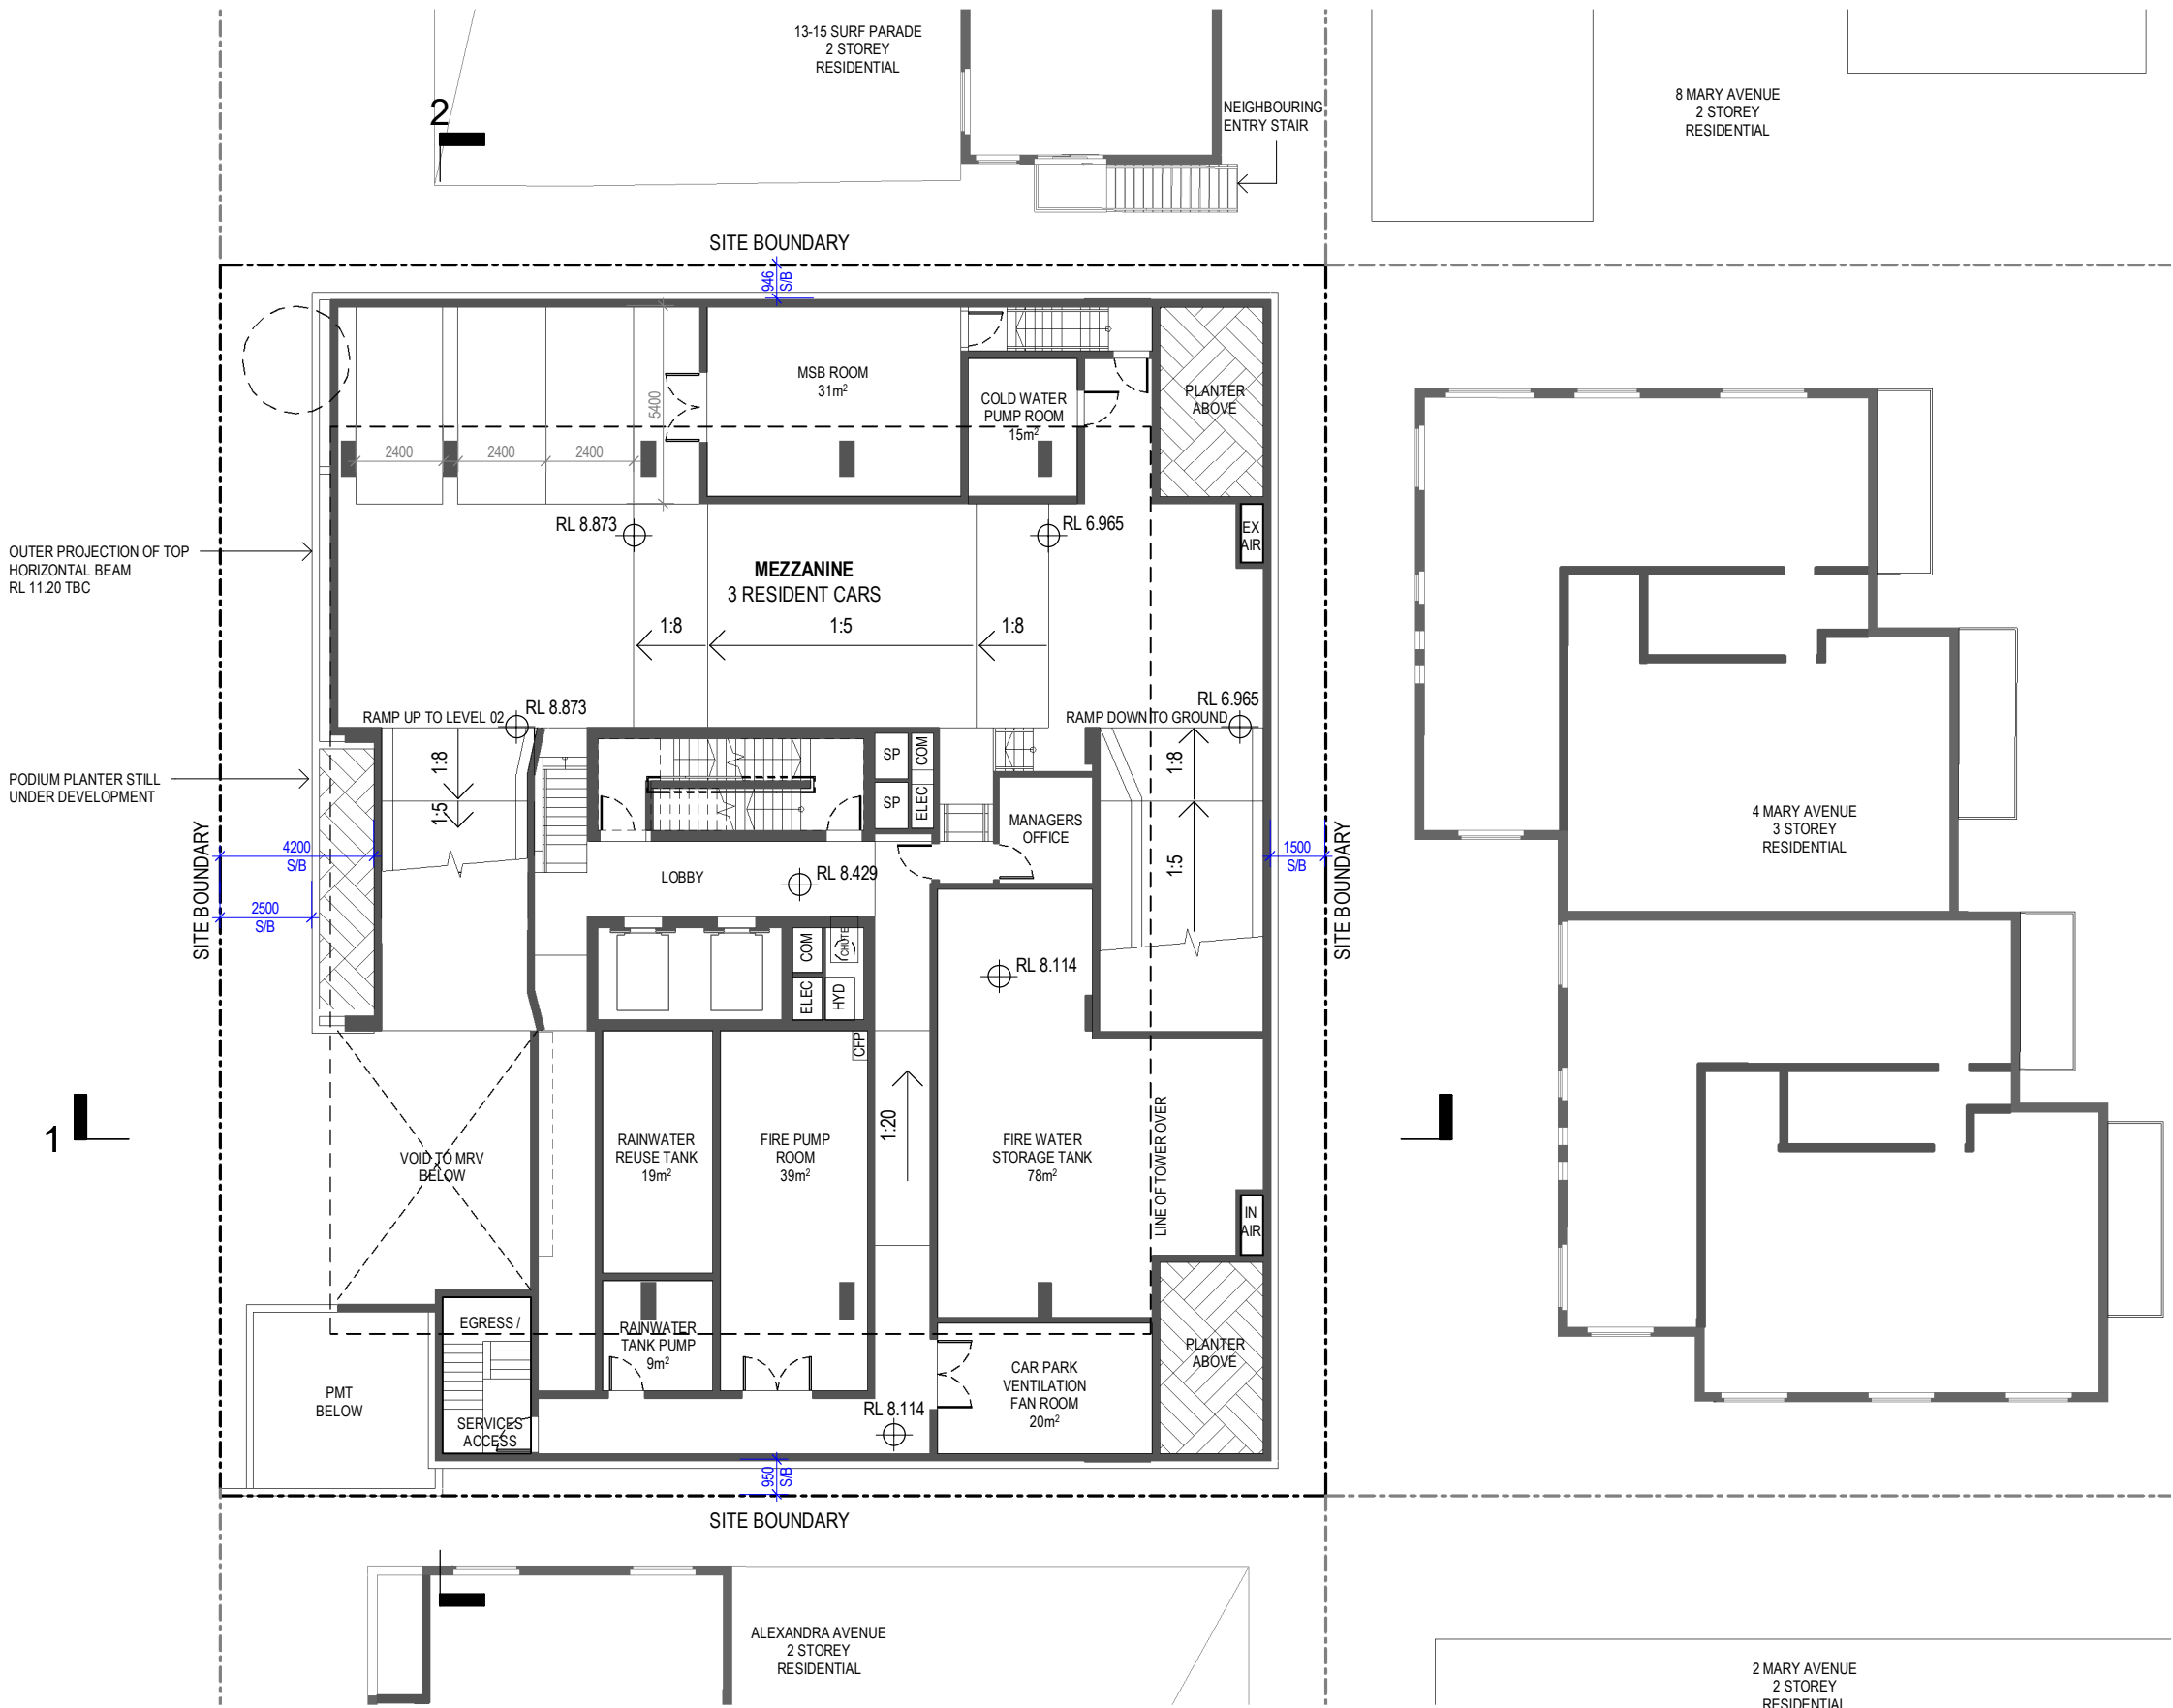 13-15 SURF PARADE
2 STOREY
RESIDENTIAL
8 MARY AVENUE
2 STOREY
RESIDENTIAL
2
NEIGHBOURING
ENTRY STAIR
SITE BOUNDARY
946
S/B
MSB ROOM
31m²
COLD WATER
PUMP ROOM
15m²
PLANTER
ABOVE
5400
2400
2400
2400
RL 8.873
RL 6.965
EX
AIR
OUTER PROJECTION OF TOP
HORIZONTAL BEAM
RL 11.20 TBC
MEZZANINE
3 RESIDENT CARS
1:8
1:5
1:8
RAMP UP TO LEVEL 02
RL 8.873
RAMP DOWN TO GROUND
RL 6.965
1:8
1:5
SP
COM
SP
ELEC
1:8
1:5
PODIUM PLANTER STILL
UNDER DEVELOPMENT
MANAGERS
OFFICE
4 MARY AVENUE
3 STOREY
RESIDENTIAL
SITE BOUNDARY
4200
S/B
2500
S/B
LOBBY
RL 8.429
1500
S/B
SITE BOUNDARY
COM
CHUTE
ELEC
HYD
RL 8.114
CFP
1
VOID TO MRV
BELOW
RAINWATER
REUSE TANK
19m²
FIRE PUMP
ROOM
39m²
1:20
FIRE WATER
STORAGE TANK
78m²
LINE OF TOWER OVER
IN
AIR
EGRESS /
SERVICES
ACCESS
PMT
BELOW
RAINWATER
TANK PUMP
9m²
CAR PARK
VENTILATION
FAN ROOM
20m²
PLANTER
ABOVE
RL 8.114
950
S/B
SITE BOUNDARY
ALEXANDRA AVENUE
2 STOREY
RESIDENTIAL
2 MARY AVENUE
2 STOREY
RESIDENTIAL